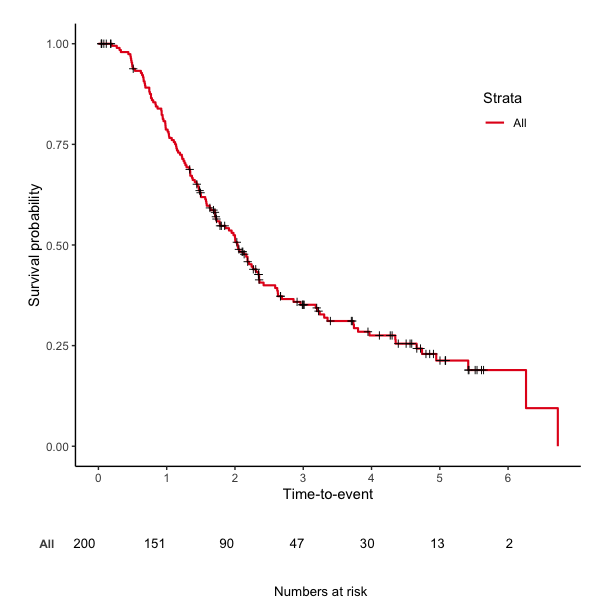 1.00
0.75
0.50
0.25
0.00
Survival probability
Strata
All
0 1 2 3 4 5 6
Time-to-event
All 200 151 90 47 30 13 2
Numbers at risk